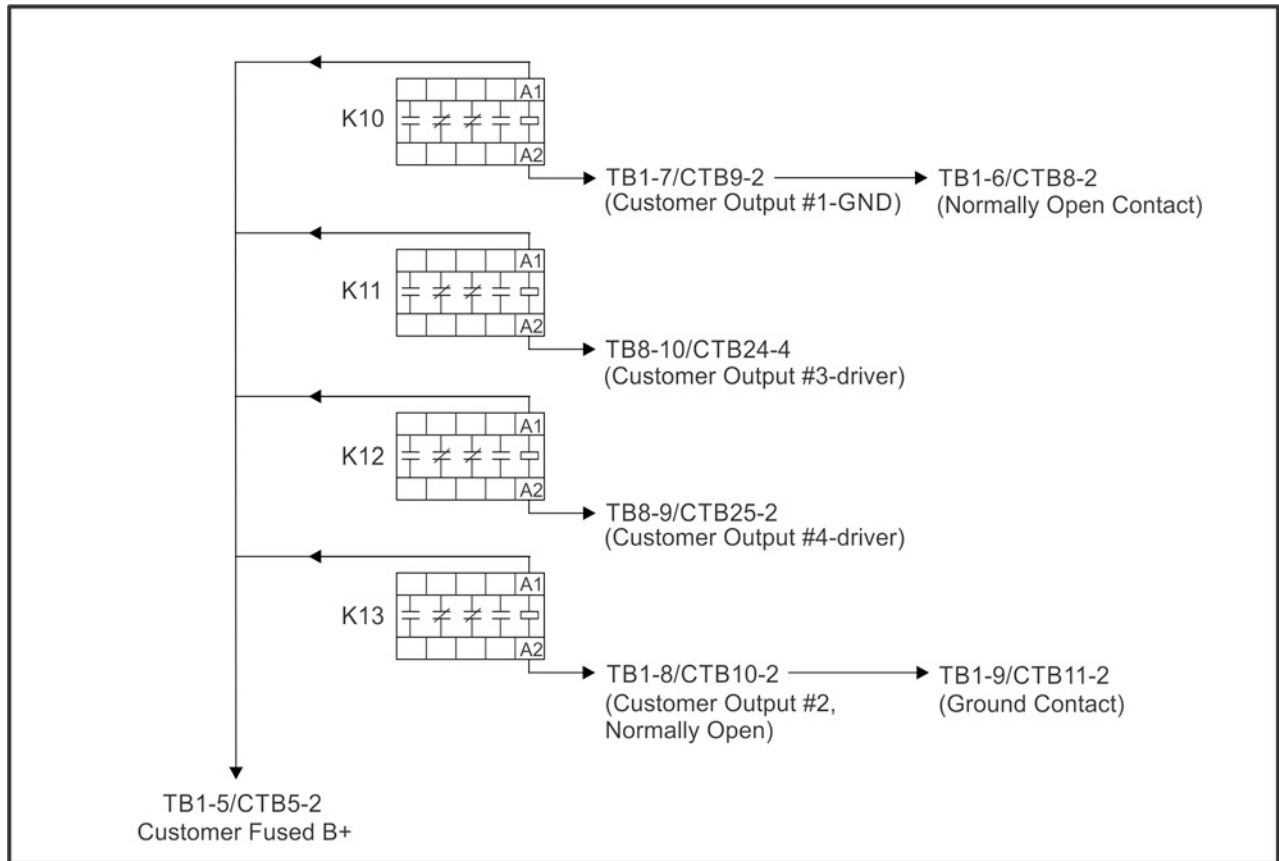 A1
K10
A2
TB1-7/CTB9-2 TB1-6/CTB8-2
(Customer Output #1-GND) (Normally Open Contact)
A1
K11
A2
TB8-10/CTB24-4
(Customer Output #3-driver)
A1
K12
A2
TB8-9/CTB25-2
(Customer Output #4-driver)
A1
K13
A2
TB1-8/CTB10-2 TB1-9/CTB11-2
(Customer Output #2, (Ground Contact)
Normally Open)
TB1-5/CTB5-2
Customer Fused B+